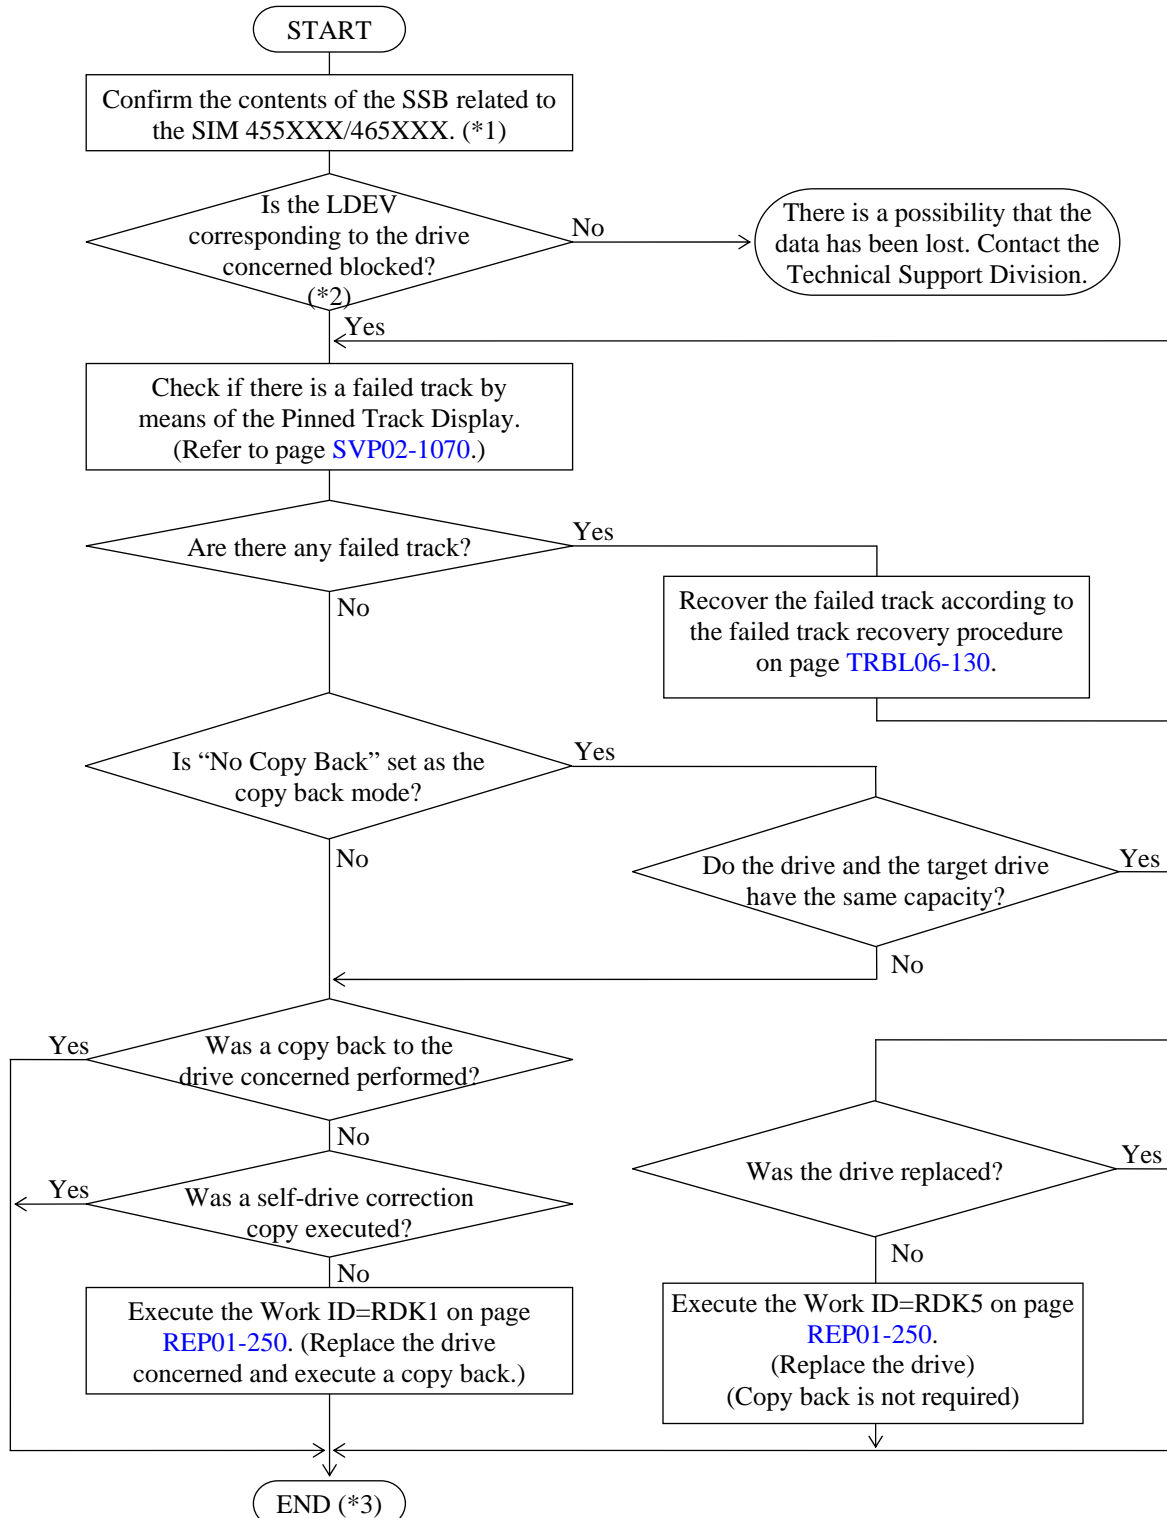 START
Confirm the contents of the SSB related to
the SIM 455XXX/465XXX. (*1)
Is the LDEV
corresponding to the drive
concerned blocked?
(*2)
No
There is a possibility that the
data has been lost. Contact the
Technical Support Division.
Yes
Check if there is a failed track by
means of the Pinned Track Display.
(Refer to page SVP02-1070.)
Are there any failed track?
Yes
No
Recover the failed track according to
the failed track recovery procedure
on page TRBL06-130.
Is “No Copy Back” set as the
copy back mode?
Yes
No
Do the drive and the target drive
have the same capacity?
Yes
No
Was a copy back to the
drive concerned performed?
Yes
No
Was a self-drive correction
copy executed?
Yes
No
Was the drive replaced?
Yes
No
Execute the Work ID=RDK1 on page
REP01-250. (Replace the drive
concerned and execute a copy back.)
Execute the Work ID=RDK5 on page
REP01-250.
(Replace the drive)
(Copy back is not required)
END (*3)